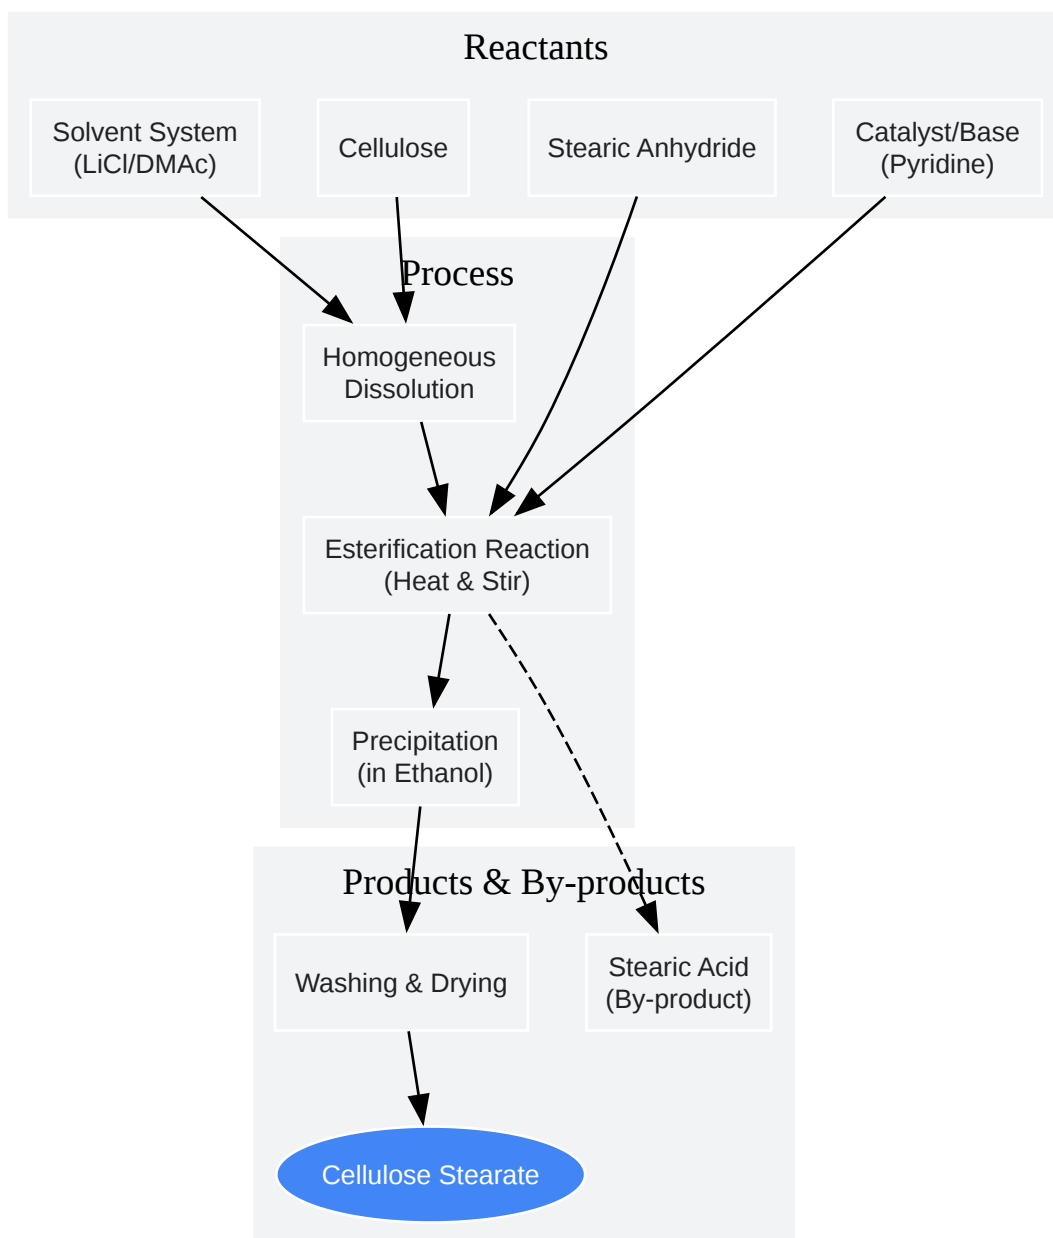 Reactants
Solvent System
(LiCl/DMAc)
Cellulose
Stearic Anhydride
Catalyst/Base
(Pyridine)
Process
Homogeneous
Dissolution
Esterification Reaction
(Heat & Stir)
Precipitation
(in Ethanol)
Products & By-products
Washing & Drying
Stearic Acid
(By-product)
Cellulose Stearate